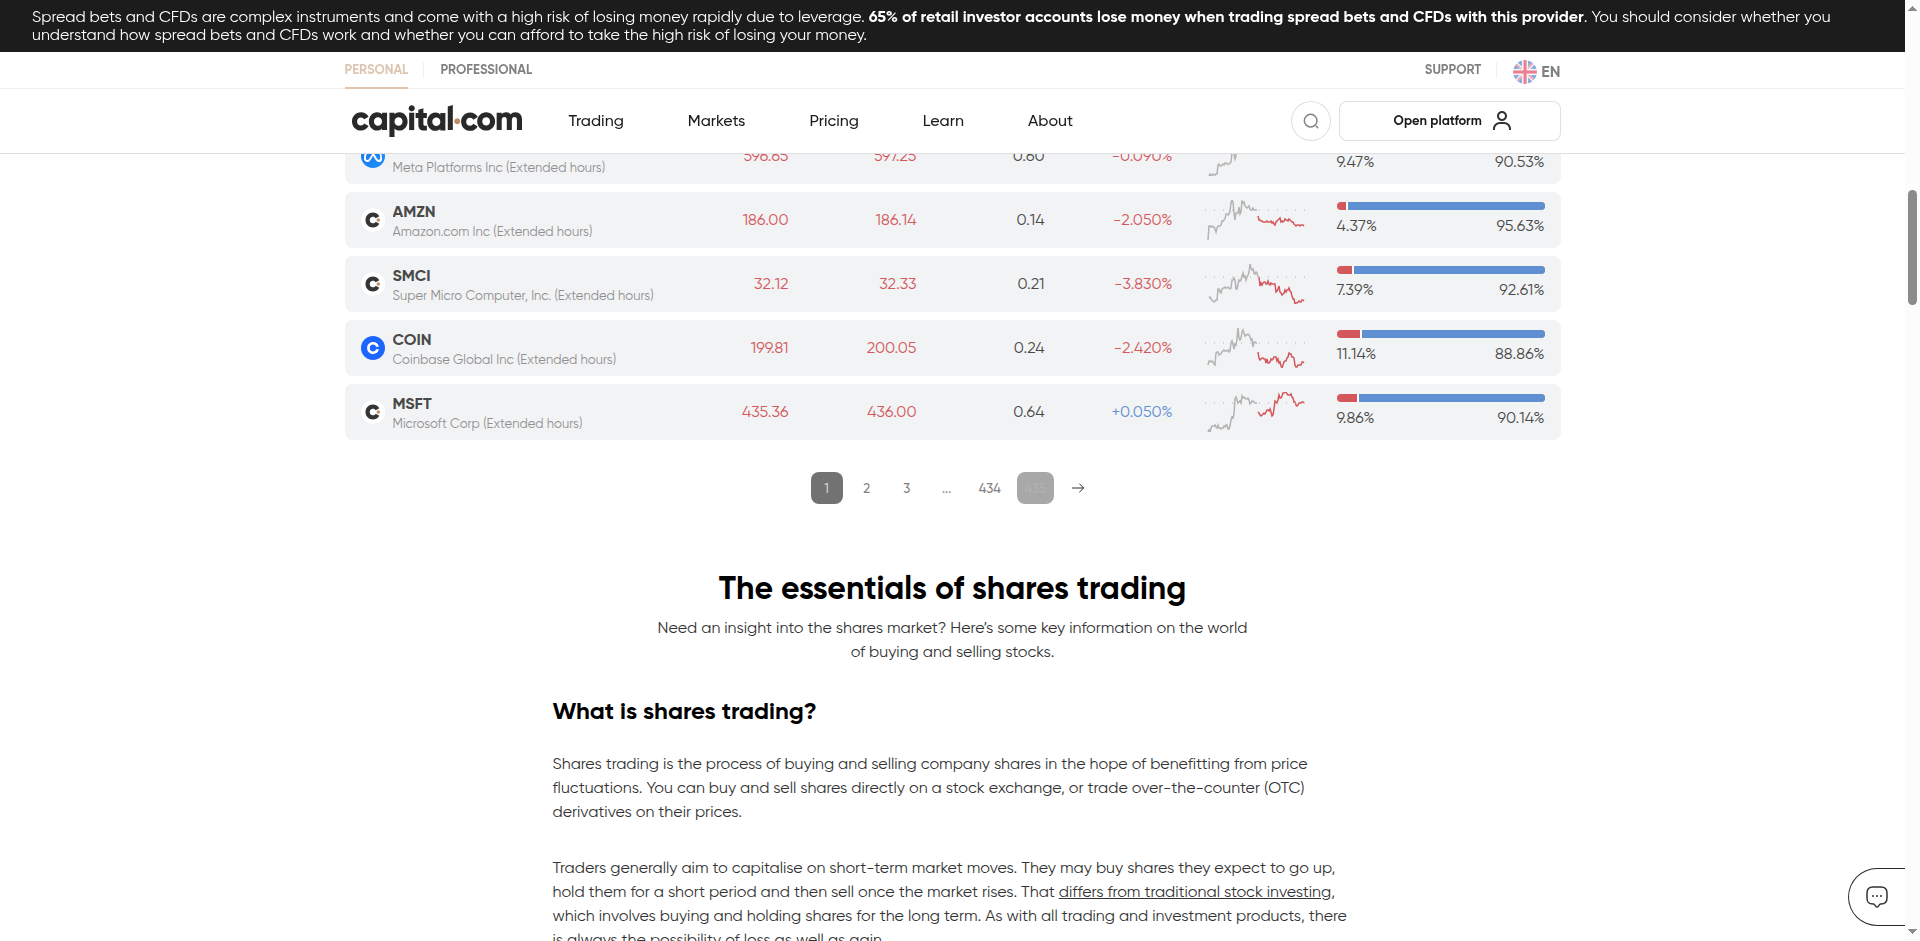 Spread bets and CFDs are complex instruments and come with a high risk of losing money rapidly due to leverage. 65% of retail investor accounts lose money when trading spread bets and CFDs with this provider. You should consider whether you
understand how spread bets and CFDs work and whether you can afford to take the high risk of losing your money.
PERSONAL PROFESSIONAL SUPPORT EN
capital.com Trading Markets Pricing Learn About Open platform
596.65 597.25 0.60 -0.090%
Meta Platforms Inc (Extended hours) 9.47% 90.53%
AMZN
Amazon.com Inc (Extended hours) 186.00 186.14 0.14 -2.050% 4.37% 95.63%
SMCI
Super Micro Computer, Inc. (Extended hours) 32.12 32.33 0.21 -3.830% 7.39% 92.61%
COIN
Coinbase Global Inc (Extended hours) 199.81 200.05 0.24 -2.420% 11.14% 88.86%
MSFT
Microsoft Corp (Extended hours) 435.36 436.00 0.64 +0.050% 9.86% 90.14%
1 2 3 ... 434 435
The essentials of shares trading
Need an insight into the shares market? Here's some key information on the world
of buying and selling stocks.
What is shares trading?
Shares trading is the process of buying and selling company shares in the hope of benefitting from price
fluctuations. You can buy and sell shares directly on a stock exchange, or trade over-the-counter (OTC)
derivatives on their prices.
Traders generally aim to capitalise on short-term market moves. They may buy shares they expect to go up,
hold them for a short period and then sell once the market rises. That differs from traditional stock investing,
which involves buying and holding shares for the long term. As with all trading and investment products, there
is always the possibility of loss as well as gain.